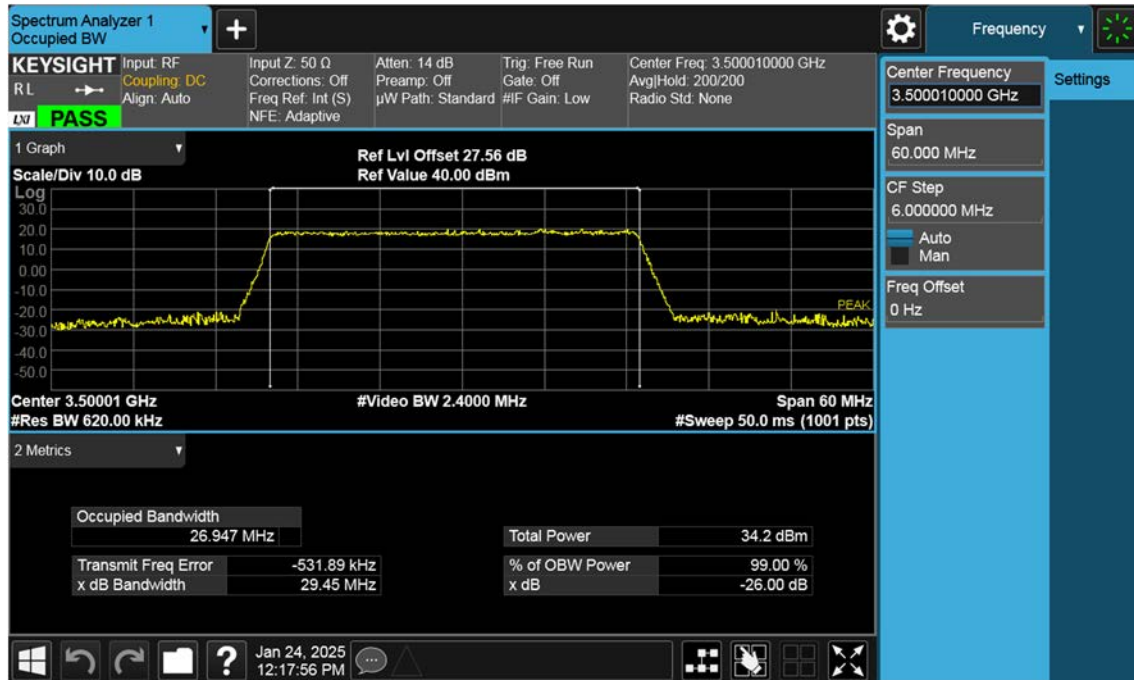 Spectrum Analyzer 1
Occupied BW
+
Frequency
KEYSIGHT
R L
LXI
PASS
Input: RF
Coupling: DC
Align: Auto
Input Z: 50 Ω
Corrections: Off
Freq Ref: Int (S)
NFE: Adaptive
Atten: 14 dB
Preamp: Off
µW Path: Standard
Trig: Free Run
Gate: Off
#IF Gain: Low
Center Freq: 3.500010000 GHz
Avg|Hold: 200/200
Radio Std: None
Center Frequency
3.500010000 GHz
Settings
Span
60.000 MHz
CF Step
6.000000 MHz
Auto
Man
Freq Offset
0 Hz
1 Graph
Scale/Div 10.0 dB
Ref Lvl Offset 27.56 dB
Ref Value 40.00 dBm
Log
30.0
20.0
10.0
0.00
-10.0
-20.0
-30.0
-40.0
-50.0
PEAK
Center 3.50001 GHz
#Video BW 2.4000 MHz
Span 60 MHz
#Res BW 620.00 kHz
#Sweep 50.0 ms (1001 pts)
2 Metrics
Occupied Bandwidth
26.947 MHz
Total Power 34.2 dBm
Transmit Freq Error -531.89 kHz
% of OBW Power 99.00 %
x dB Bandwidth 29.45 MHz
x dB -26.00 dB
?
Jan 24, 2025
12:17:56 PM